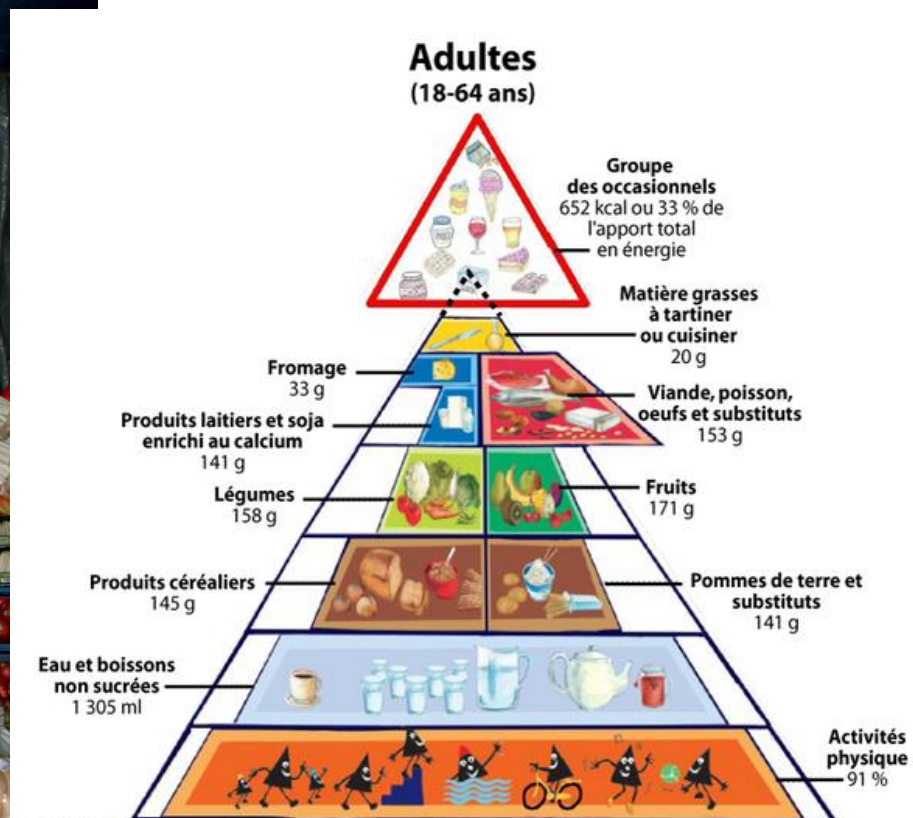 Adultes
(18-64 ans)
Groupe
des occasionnels
652 kcal ou 33 % de
l'apport total
en énergie
Matière grasses
à tartiner
ou cuisiner
20 g
Fromage
33 g
Viande, poisson,
oeufs et substituts
153 g
Produits laitiers et soja
enrichi au calcium
141 g
Légumes
158 g
Fruits
171 g
Produits céréaliers
145 g
Pommes de terre et
substituts
141 g
Eau et boissons
non sucrées
1 305 ml
Activités
physique
91 %